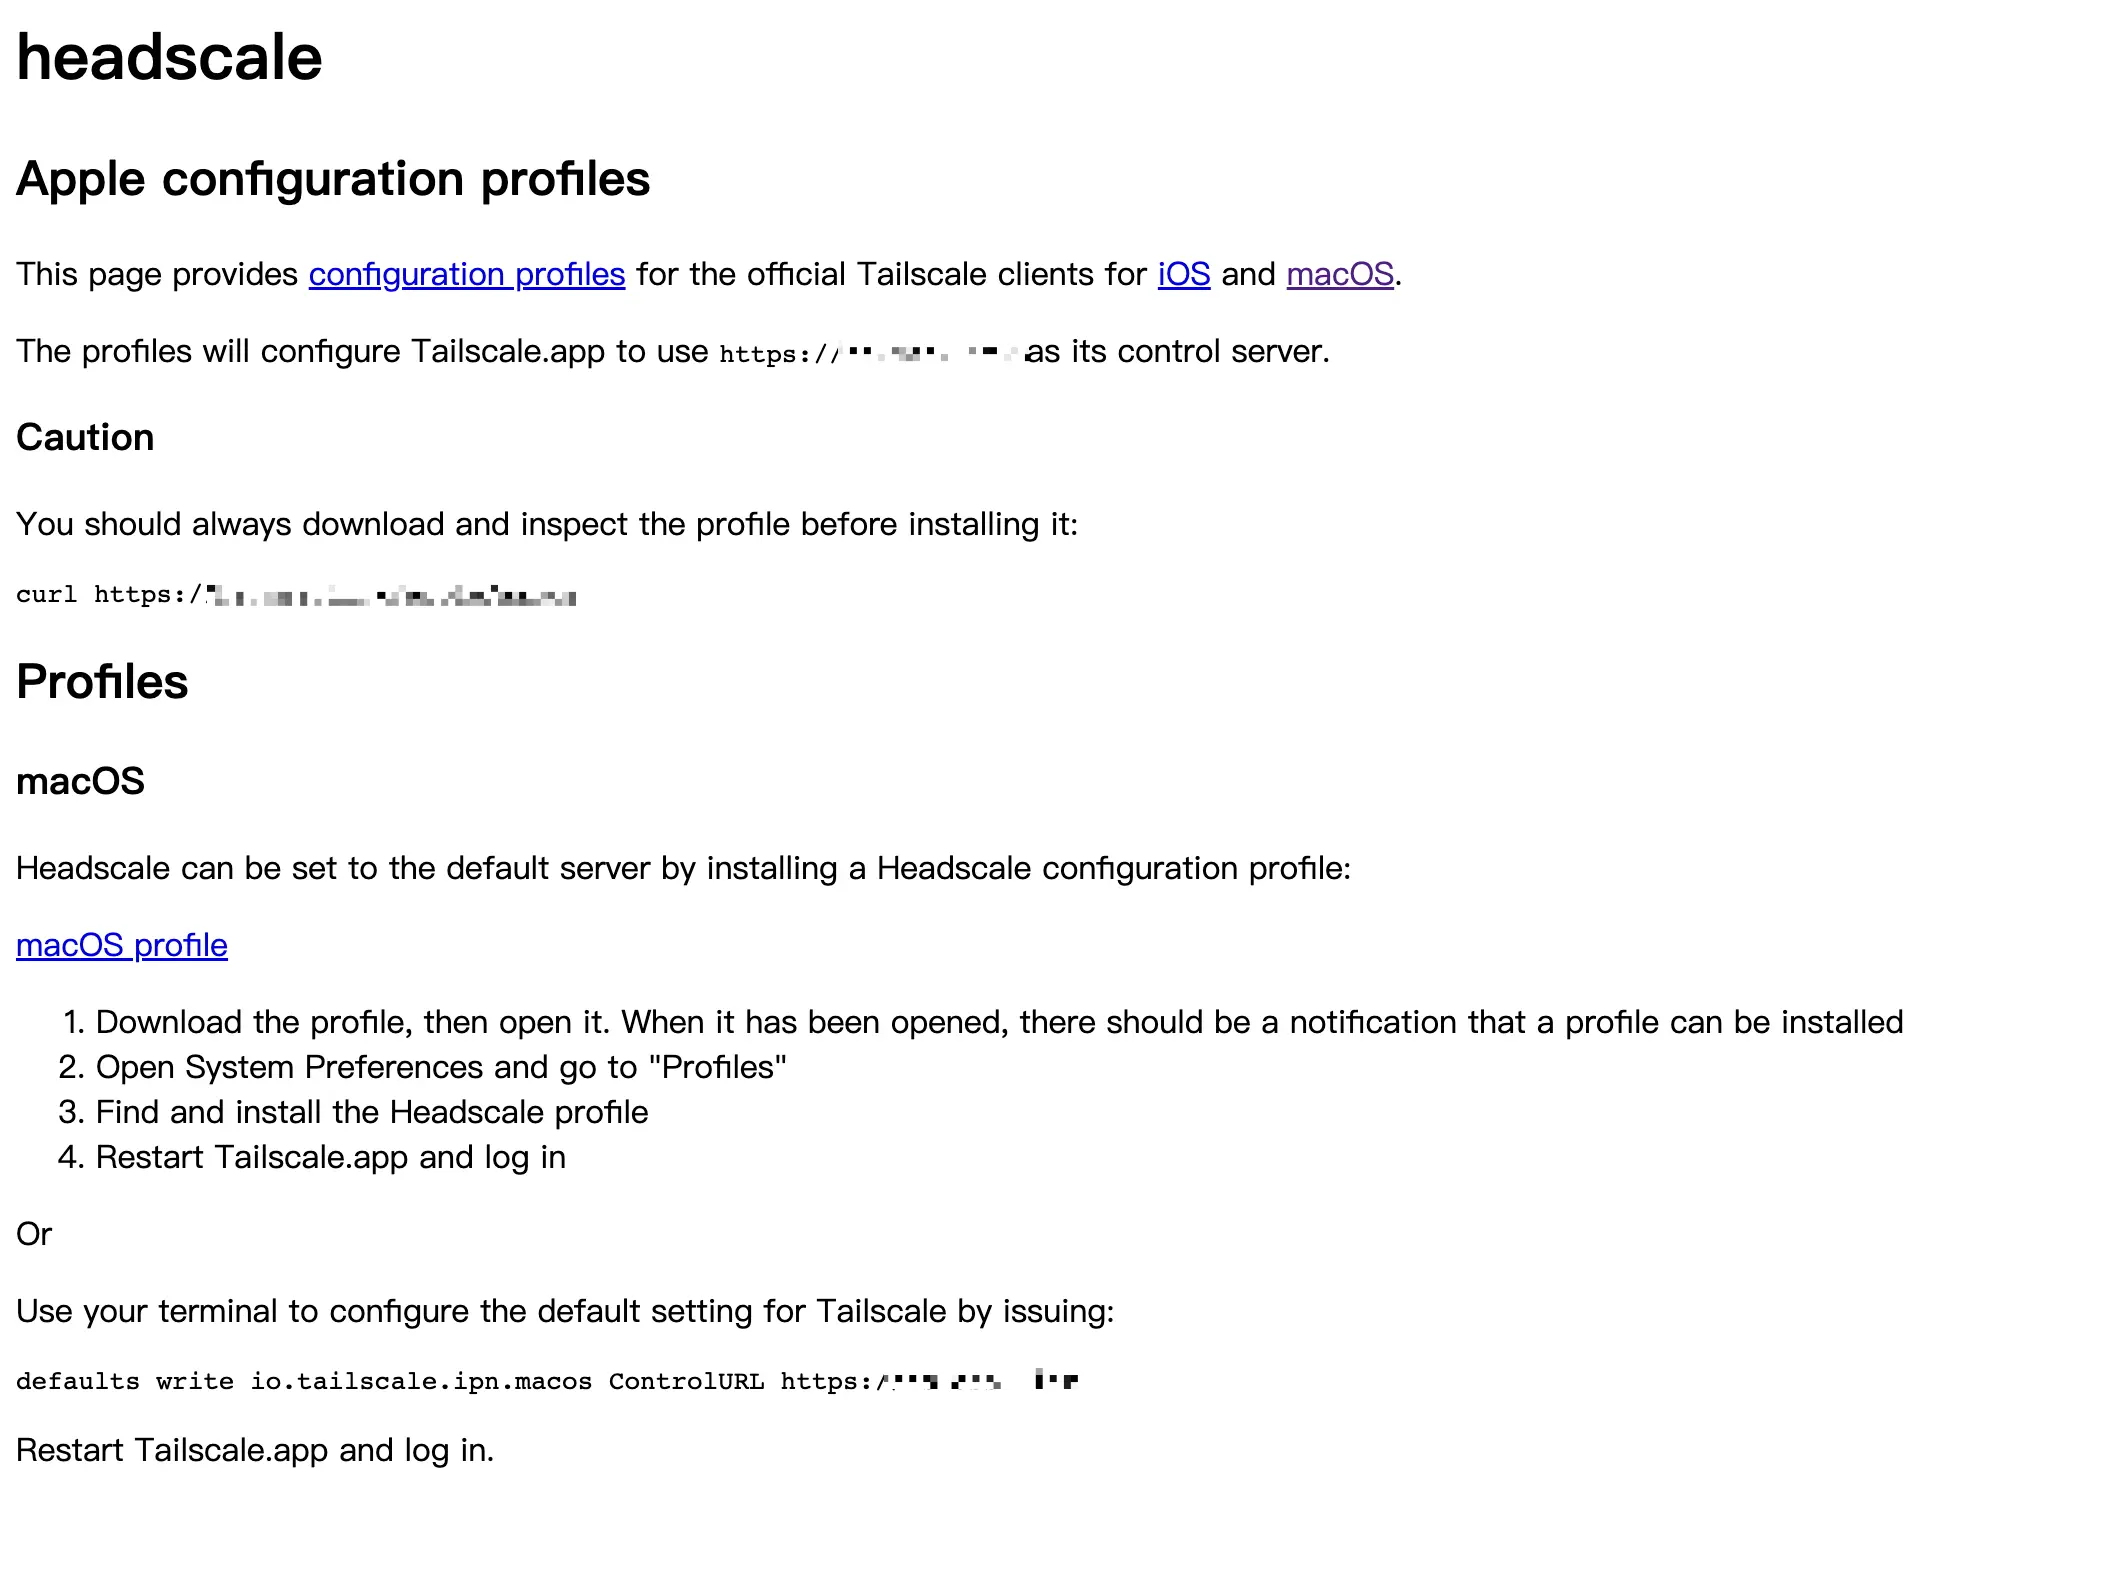 headscale
Apple configuration profiles
This page provides configuration profiles for the official Tailscale clients for iOS and macOS.
The profiles will configure Tailscale.app to use https:// as its control server.
Caution
You should always download and inspect the profile before installing it:
curl https:/
Profiles
macOS
Headscale can be set to the default server by installing a Headscale configuration profile:
macOS profile
1. Download the profile, then open it. When it has been opened, there should be a notification that a profile can be installed
2. Open System Preferences and go to "Profiles"
3. Find and install the Headscale profile
4. Restart Tailscale.app and log in
Or
Use your terminal to configure the default setting for Tailscale by issuing:
defaults write io.tailscale.ipn.macos ControlURL https:/
Restart Tailscale.app and log in.